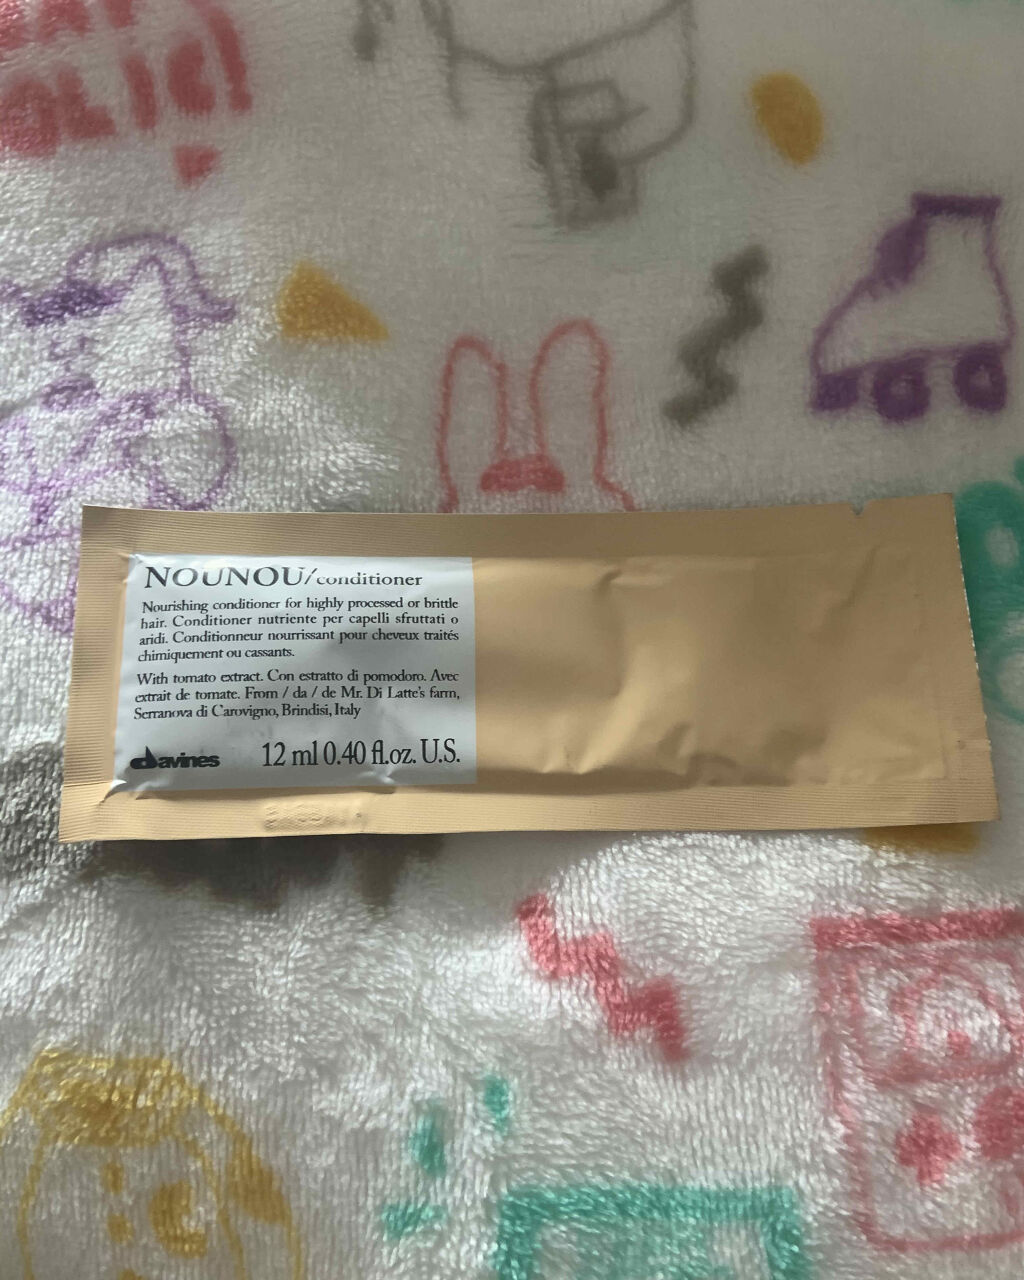 NOUNOU/conditioner
Nourishing conditioner for highly processed or brittle
hair. Conditioner nutriente per capelli sfruttati o
aridi. Conditionneur nourrissant pour cheveux traités
chimiquement ou cassants.
With tomato extract. Con estratto di pomodoro. Avec
extrait de tomate. From / da / de Mr. Di Latte's farm,
Serranova di Carovigno, Brindisi, Italy
davines 12 ml 0.40 fl.oz. U.S.